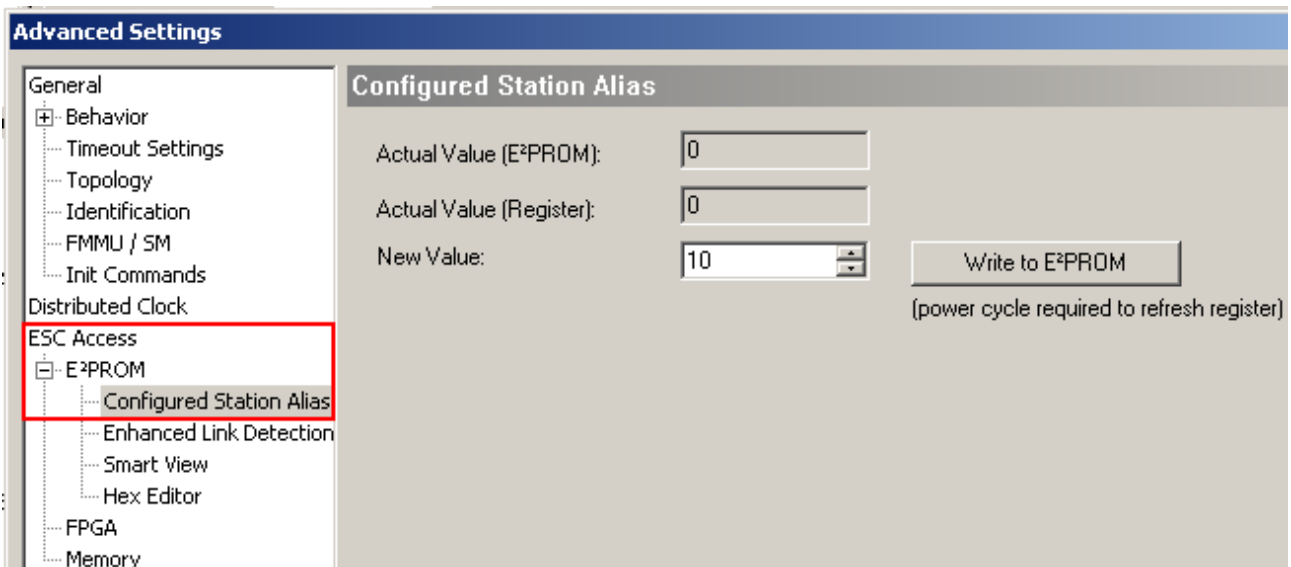 Advanced Settings
General
Behavior
Timeout Settings
Topology
Identification
FMMU / SM
Init Commands
Distributed Clock
ESC Access
E²PROM
Configured Station Alias
Enhanced Link Detection
Smart View
Hex Editor
FPGA
Memory
Configured Station Alias
Actual Value (E²PROM): 0
Actual Value (Register): 0
New Value: 10 Write to E²PROM
(power cycle required to refresh register)